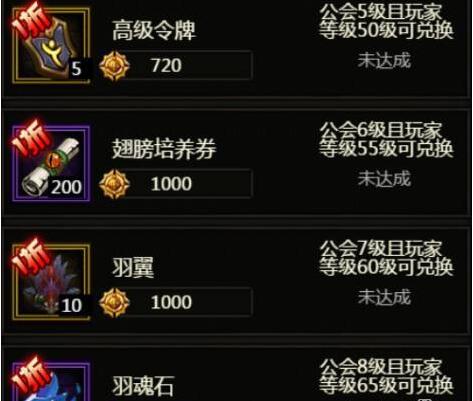 1折
高级令牌
5
720
公会5级且玩家
等级50级可兑换
未达成
1折
翅膀培养券
200
1000
公会6级且玩家
等级55级可兑换
未达成
1折
羽翼
10
1000
公会7级且玩家
等级60级可兑换
未达成
1折
羽魂石
公会8级且玩家
等级65级可兑换